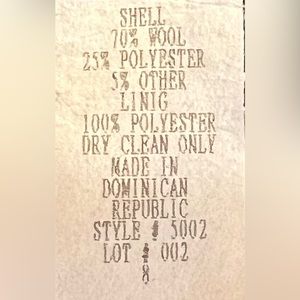 SHELL
70% WOOL
25% POLYESTER
5% OTHER
LINIG
100% POLYESTER
DRY CLEAN ONLY
MADE IN
DOMINICAN
REPUBLIC
STYLE # 5002
LOT # 002
8